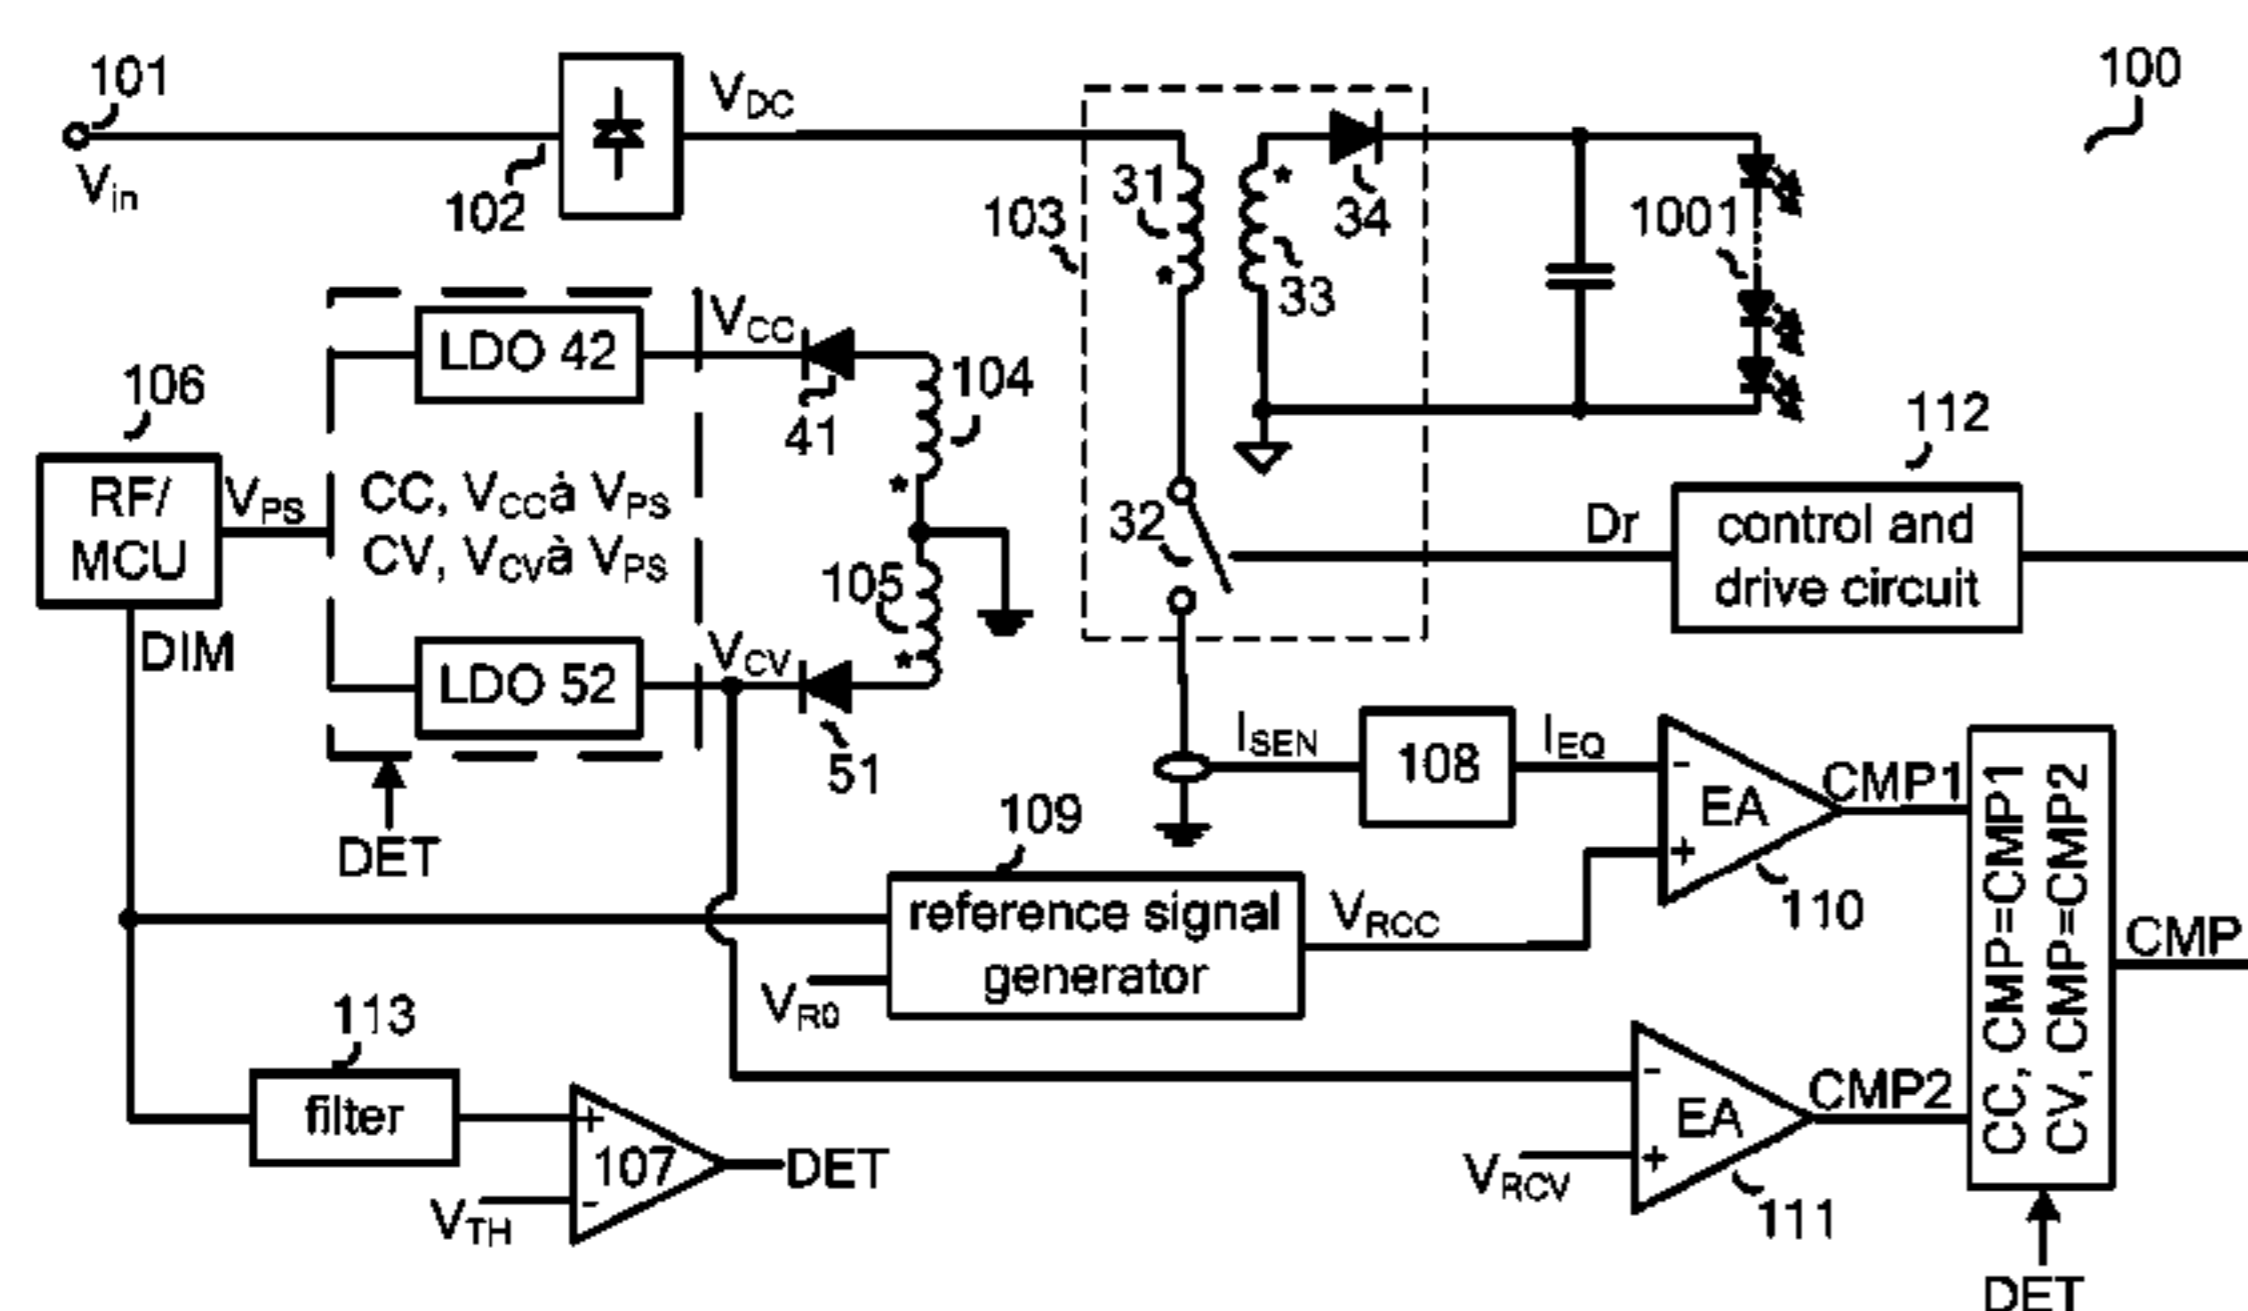 101
Vin
102
VDC
103
31
*
*
33
34
1001
100
106
RF/
MCU
VPS
DIM
LDO 42
CC, VCCà VPS
CV, VCVà VPS
LDO 52
DET
VCC
41
104
*
105
*
VCV
51
32
Dr
112
control and
drive circuit
ISEN
108
IEQ
-
EA
+
110
CMP1
109
reference signal
generator
VR0
VRCC
113
filter
+
107
-
VTH
DET
-
EA
+
VRCV
111
CMP2
CC, CMP=CMP1
CV, CMP=CMP2
CMP
DET